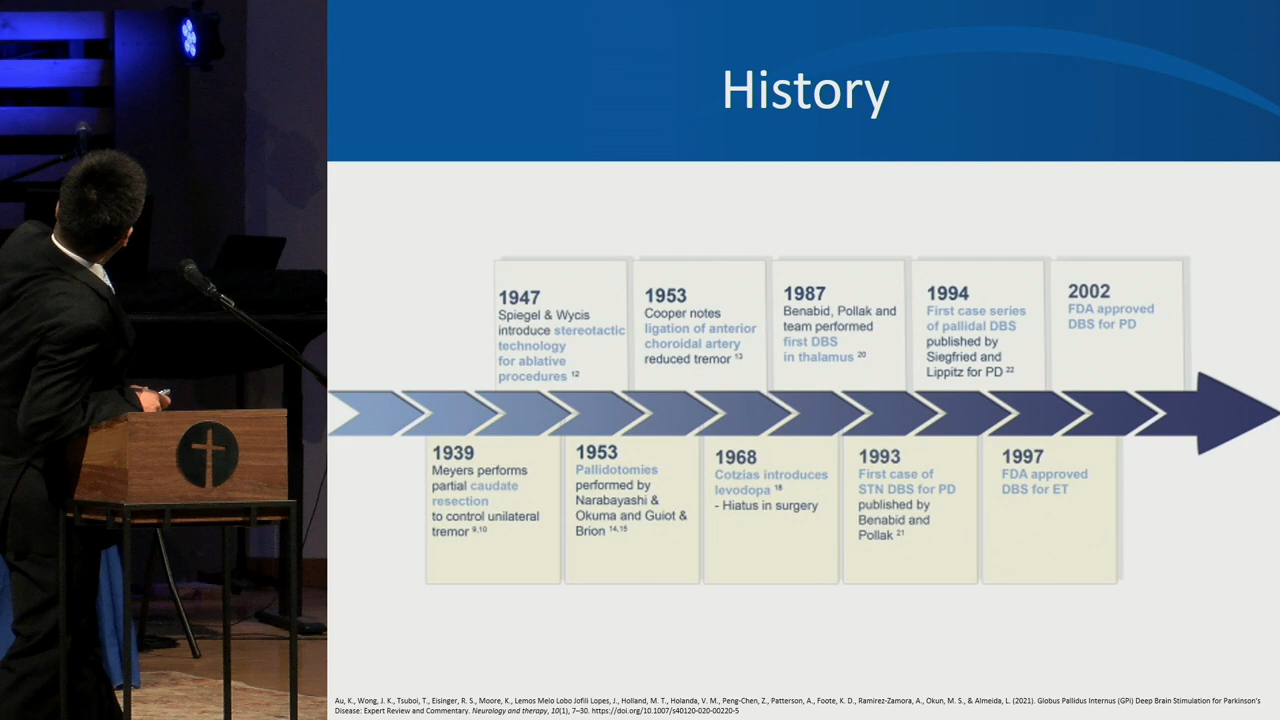 History
1947
Spiegel & Wycis
introduce stereotactic
technology
for ablative
procedures 12
1953
Cooper notes
ligation of anterior
choroidal artery
reduced tremor 13
1987
Benabid, Pollak and
team performed
first DBS
in thalamus 20
1994
First case series
of pallidal DBS
published by
Siegfried and
Lippitz for PD 22
2002
FDA approved
DBS for PD
1939
Meyers performs
partial caudate
resection
to control unilateral
tremor 9,10
1953
Pallidotomies
performed by
Narabayashi &
Okuma and Guiot &
Brion 14,15
1968
Cotzias introduces
levodopa 18
- Hiatus in surgery
1993
First case of
STN DBS for PD
published by
Benabid and
Pollak 21
1997
FDA approved
DBS for ET
Au, K., Wong, J. K., Tsuboi, T., Eisinger, R. S., Moore, K., Lemos Melo Lobo Jofili Lopes, J., Holland, M. T., Holanda, V. M., Peng-Chen, Z., Patterson, A., Foote, K. D., Ramirez-Zamora, A., Okun, M. S., & Almeida, L. (2021). Globus Pallidus Internus (GPi) Deep Brain Stimulation for Parkinson's
Disease: Expert Review and Commentary. Neurology and therapy, 10(1), 7–30. https://doi.org/10.1007/s40120-020-00220-5